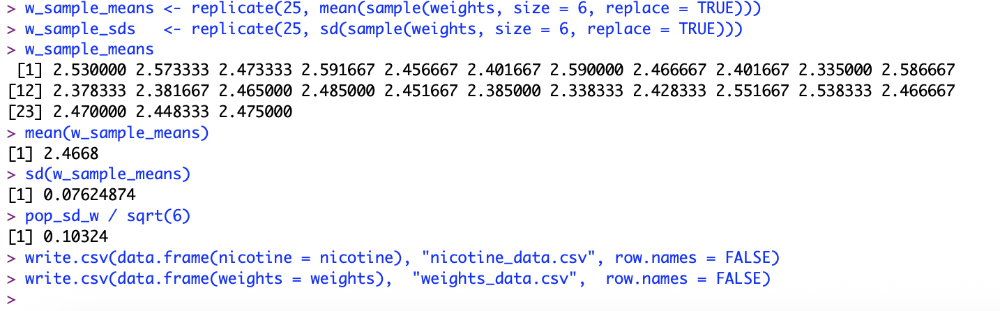 > w_sample_means <- replicate(25, mean(sample(weights, size = 6, replace = TRUE)))
> w_sample_sds   <- replicate(25, sd(sample(weights, size = 6, replace = TRUE)))
> w_sample_means
 [1] 2.530000 2.573333 2.473333 2.591667 2.456667 2.401667 2.590000 2.466667 2.401667 2.335000 2.586667
[12] 2.378333 2.381667 2.465000 2.485000 2.451667 2.385000 2.338333 2.428333 2.551667 2.538333 2.466667
[23] 2.470000 2.448333 2.475000
> mean(w_sample_means)
[1] 2.4668
> sd(w_sample_means)
[1] 0.07624874
> pop_sd_w / sqrt(6)
[1] 0.10324
> write.csv(data.frame(nicotine = nicotine), "nicotine_data.csv", row.names = FALSE)
> write.csv(data.frame(weights = weights),  "weights_data.csv",  row.names = FALSE)
>